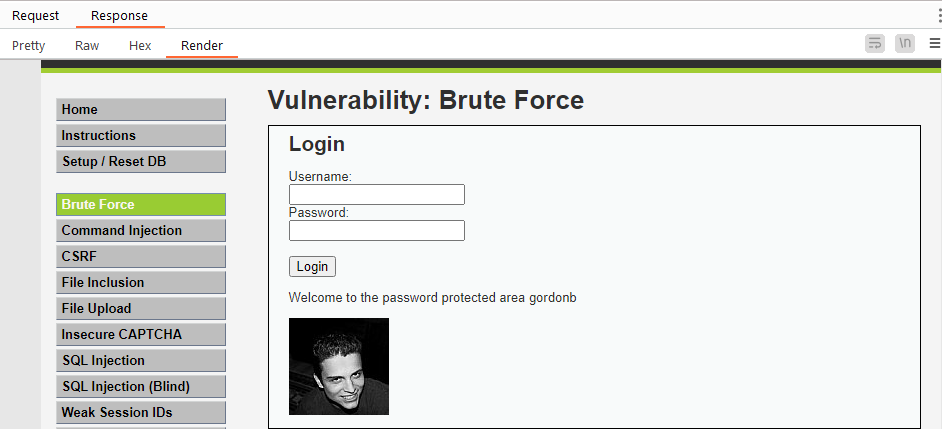 Request Response
Pretty Raw Hex Render \n
Home
Instructions
Setup / Reset DB
Brute Force
Command Injection
CSRF
File Inclusion
File Upload
Insecure CAPTCHA
SQL Injection
SQL Injection (Blind)
Weak Session IDs
Vulnerability: Brute Force
Login
Username:
Password:
Login
Welcome to the password protected area gordonb